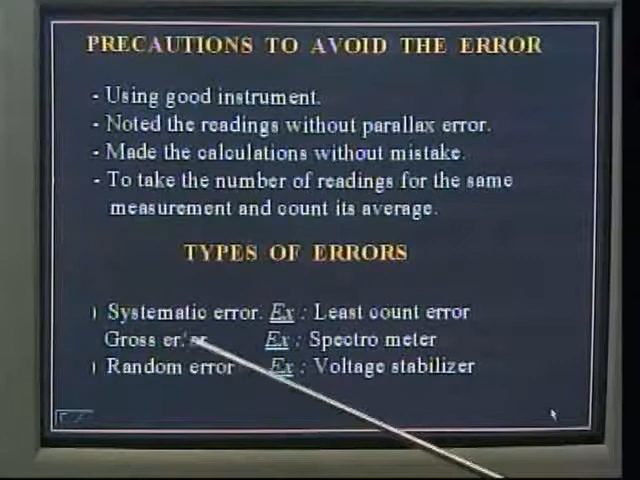 PRECAUTIONS TO AVOID THE ERROR
- Using good instrument.
- Noted the readings without parallax error.
- Made the calculations without mistake.
- To take the number of readings for the same
measurement and count its average.
TYPES OF ERRORS
) Systematic error. Ex : Least count error
Gross error Ex : Spectro meter
) Random error Ex : Voltage stabilizer